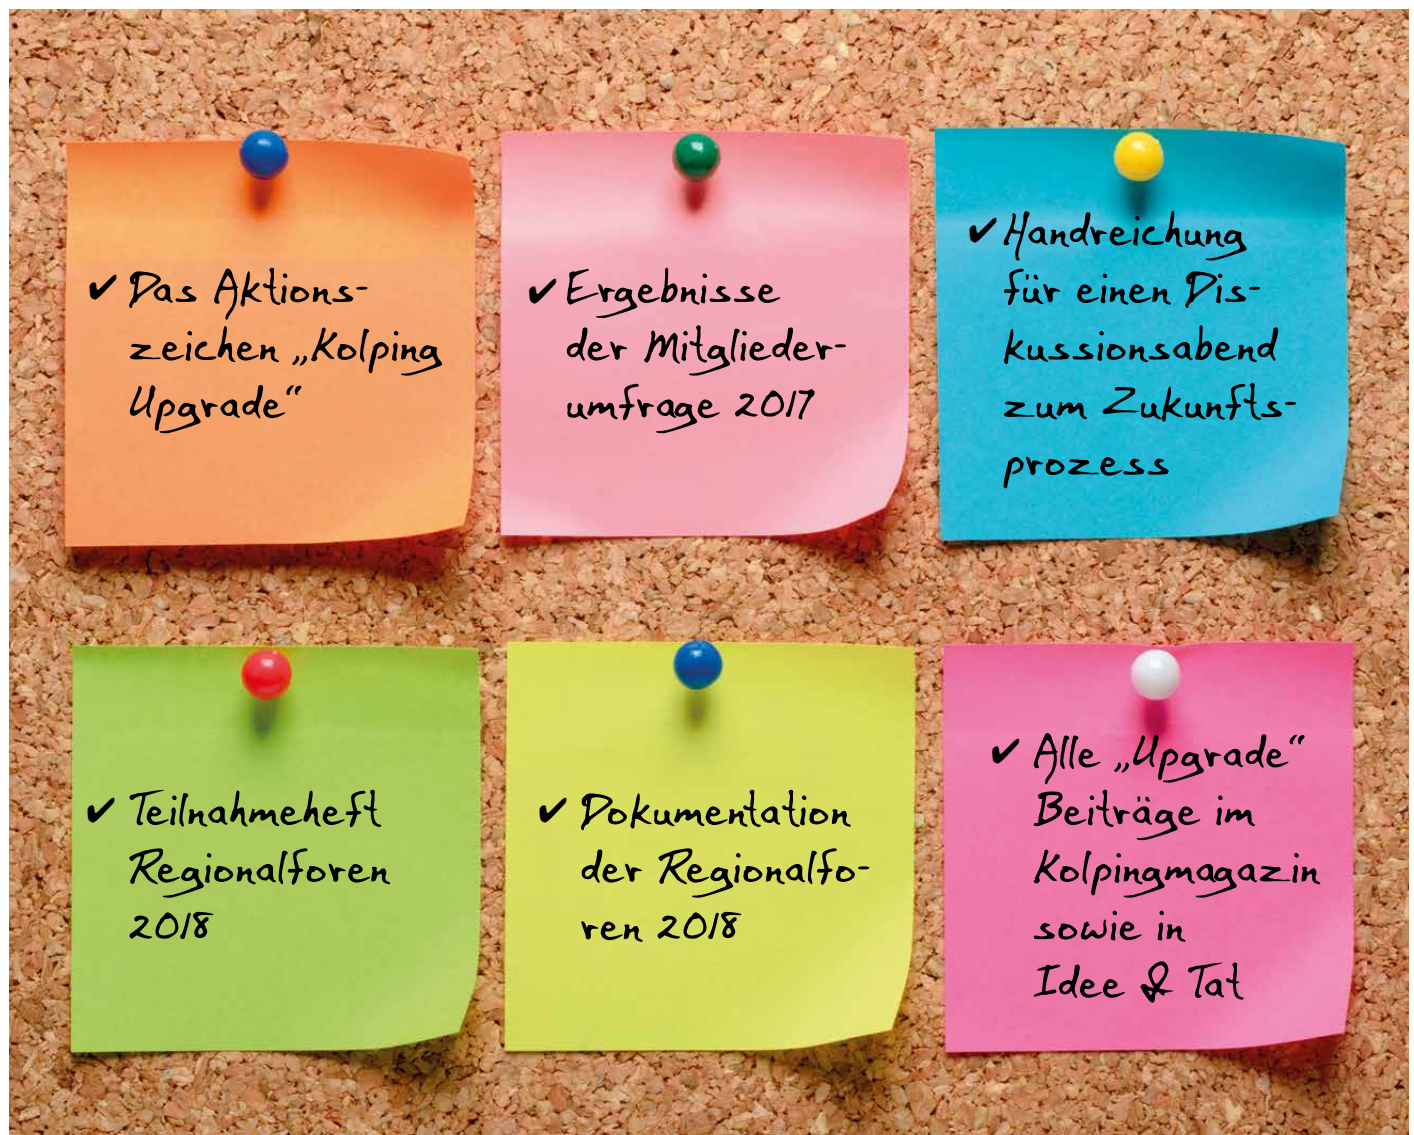 ✔ Das Aktions-
zeichen „Kolping
Upgrade“
✔ Ergebnisse
der Mitglieder-
umfrage 2017
✔ Handreichung
für einen Dis-
kussionsabend
zum Zukunfts-
prozess
✔ Teilnahmeheft
Regionalforen
2018
✔ Dokumentation
der Regionalfo-
ren 2018
✔ Alle „Upgrade“
Beiträge im
Kolpingmagazin
sowie in
Idee & Tat